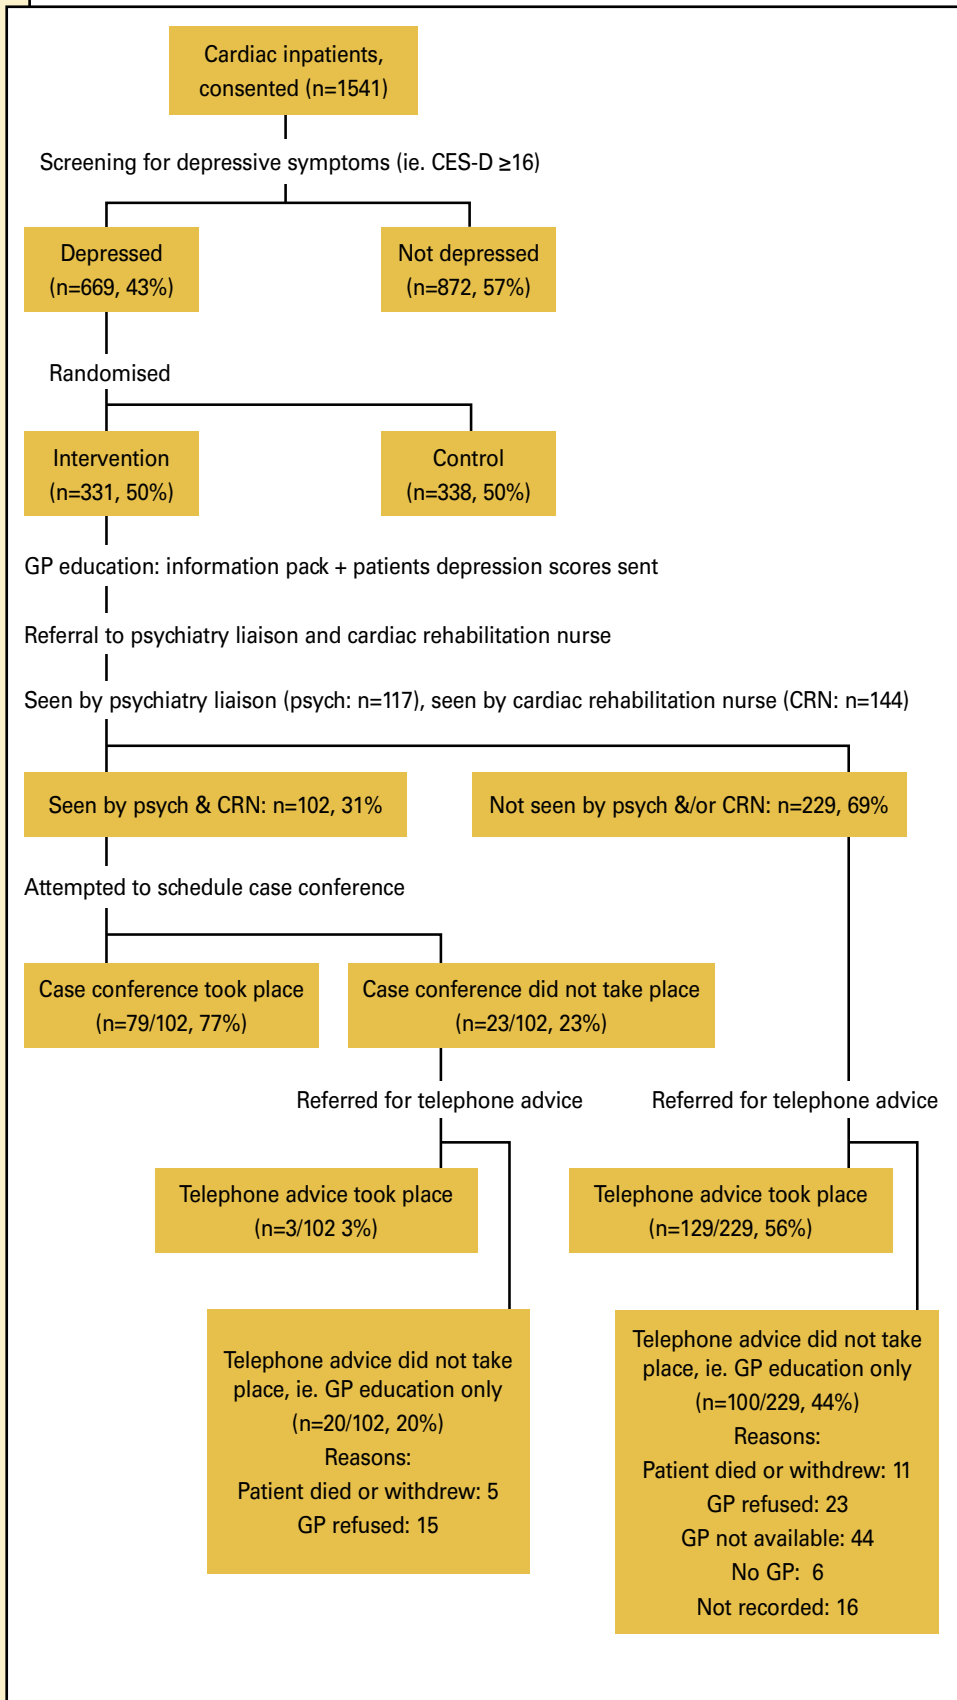 Cardiac inpatients,
consented (n=1541)
Screening for depressive symptoms (ie. CES-D ≥16)
Depressed
(n=669, 43%)
Not depressed
(n=872, 57%)
Randomised
Intervention
(n=331, 50%)
Control
(n=338, 50%)
GP education: information pack + patients depression scores sent
Referral to psychiatry liaison and cardiac rehabilitation nurse
Seen by psychiatry liaison (psych: n=117), seen by cardiac rehabilitation nurse (CRN: n=144)
Seen by psych & CRN: n=102, 31%
Not seen by psych &/or CRN: n=229, 69%
Attempted to schedule case conference
Case conference took place
(n=79/102, 77%)
Case conference did not take place
(n=23/102, 23%)
Referred for telephone advice
Referred for telephone advice
Telephone advice took place
(n=3/102 3%)
Telephone advice took place
(n=129/229, 56%)
Telephone advice did not take
place, ie. GP education only
(n=20/102, 20%)
Reasons:
Patient died or withdrew: 5
GP refused: 15
Telephone advice did not take
place, ie. GP education only
(n=100/229, 44%)
Reasons:
Patient died or withdrew: 11
GP refused: 23
GP not available: 44
No GP: 6
Not recorded: 16